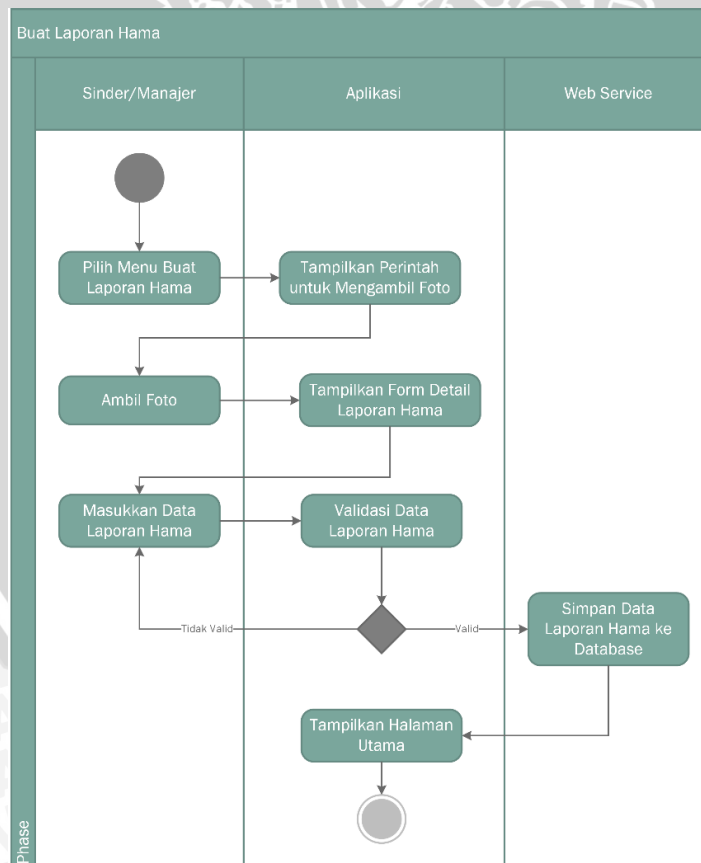 Buat Laporan Hama
Sinder/Manajer
Aplikasi
Web Service
Pilih Menu Buat
Laporan Hama
Tampilkan Perintah
untuk Mengambil Foto
Ambil Foto
Tampilkan Form Detail
Laporan Hama
Masukkan Data
Laporan Hama
Validasi Data
Laporan Hama
Tidak Valid
Valid
Simpan Data
Laporan Hama ke
Database
Tampilkan Halaman
Utama
Phase